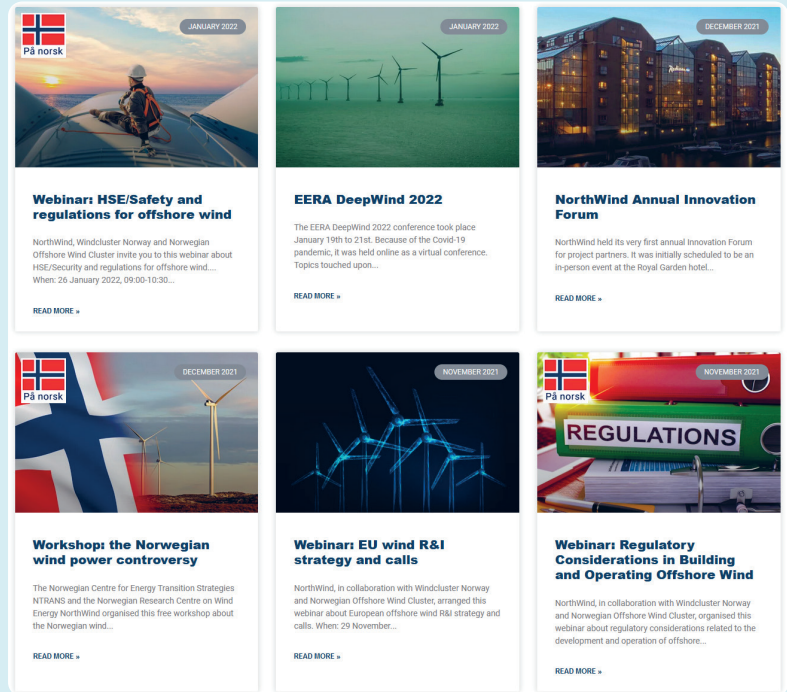 På norsk
JANUARY 2022
Webinar: HSE/Safety and
regulations for offshore wind
NorthWind, Windcluster Norway and Norwegian
Offshore Wind Cluster invite you to this webinar about
HSE/Security and regulations for offshore wind....
When: 26 January 2022, 09:00-10:30...
READ MORE »
JANUARY 2022
EERA DeepWind 2022
The EERA DeepWind 2022 conference took place
January 19th to 21st. Because of the Covid-19
pandemic, it was held online as a virtual conference.
Topics touched upon...
READ MORE »
DECEMBER 2021
Radisson
NorthWind Annual Innovation
Forum
NorthWind held its very first annual Innovation Forum
for project partners. It was initially scheduled to be an
in-person event at the Royal Garden hotel...
READ MORE »
På norsk
DECEMBER 2021
Workshop: the Norwegian
wind power controversy
The Norwegian Centre for Energy Transition Strategies
NTRANS and the Norwegian Research Centre on Wind
Energy NorthWind organised this free workshop about
the Norwegian wind...
READ MORE »
NOVEMBER 2021
Webinar: EU wind R&I
strategy and calls
NorthWind, in collaboration with Windcluster Norway
and Norwegian Offshore Wind Cluster, arranged this
webinar about European offshore wind R&I strategy and
calls. When: 29 November...
READ MORE »
På norsk
NOVEMBER 2021
REGULATIONS
Webinar: Regulatory
Considerations in Building
and Operating Offshore Wind
NorthWind, in collaboration with Windcluster Norway
and Norwegian Offshore Wind Cluster, organised this
webinar about regulatory considerations related to the
development and operation of offshore...
READ MORE »